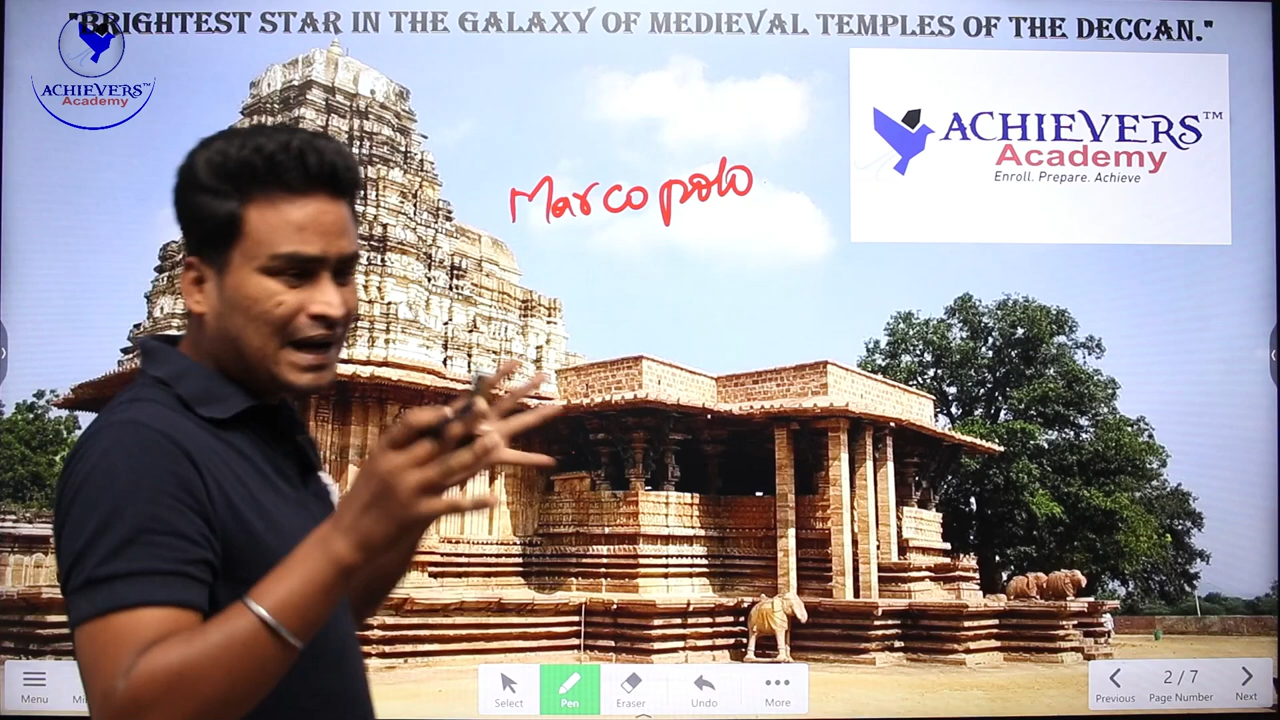 "BRIGHTEST STAR IN THE GALAXY OF MEDIEVAL TEMPLES OF THE DECCAN."
ACHIEVERS™
Academy
ACHIEVERS™
Academy
Enroll. Prepare. Achieve
Marco polo
Menu
Select
Pen
Eraser
Undo
More
Previous
2 / 7
Page Number
Next